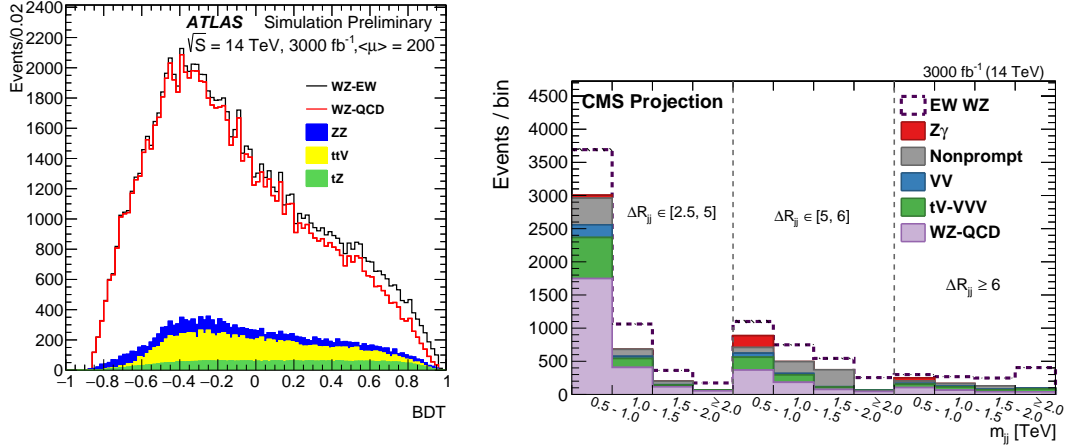 Events/0.02
2400
2200
2000
1800
1600
1400
1200
1000
800
600
400
200
0
ATLAS Simulation Preliminary
√S = 14 TeV, 3000 fb⁻¹,<μ> = 200
WZ-EW
WZ-QCD
ZZ
ttV
tZ
−1 −0.8 −0.6 −0.4 −0.2 0 0.2 0.4 0.6 0.8 1
BDT
3000 fb⁻¹ (14 TeV)
Events / bin
4500
4000
3500
3000
2500
2000
1500
1000
500
0
CMS Projection
EW WZ
Zγ
Nonprompt
VV
tV-VVV
WZ-QCD
ΔRjj ∈ [2.5, 5]
ΔRjj ∈ [5, 6]
ΔRjj ≥ 6
0.5 - 1.0 1.0 - 1.5 1.5 - 2.0 ≥ 2.0 0.5 - 1.0 1.0 - 1.5 1.5 - 2.0 ≥ 2.0 0.5 - 1.0 1.0 - 1.5 1.5 - 2.0 ≥ 2.0
mjj [TeV]